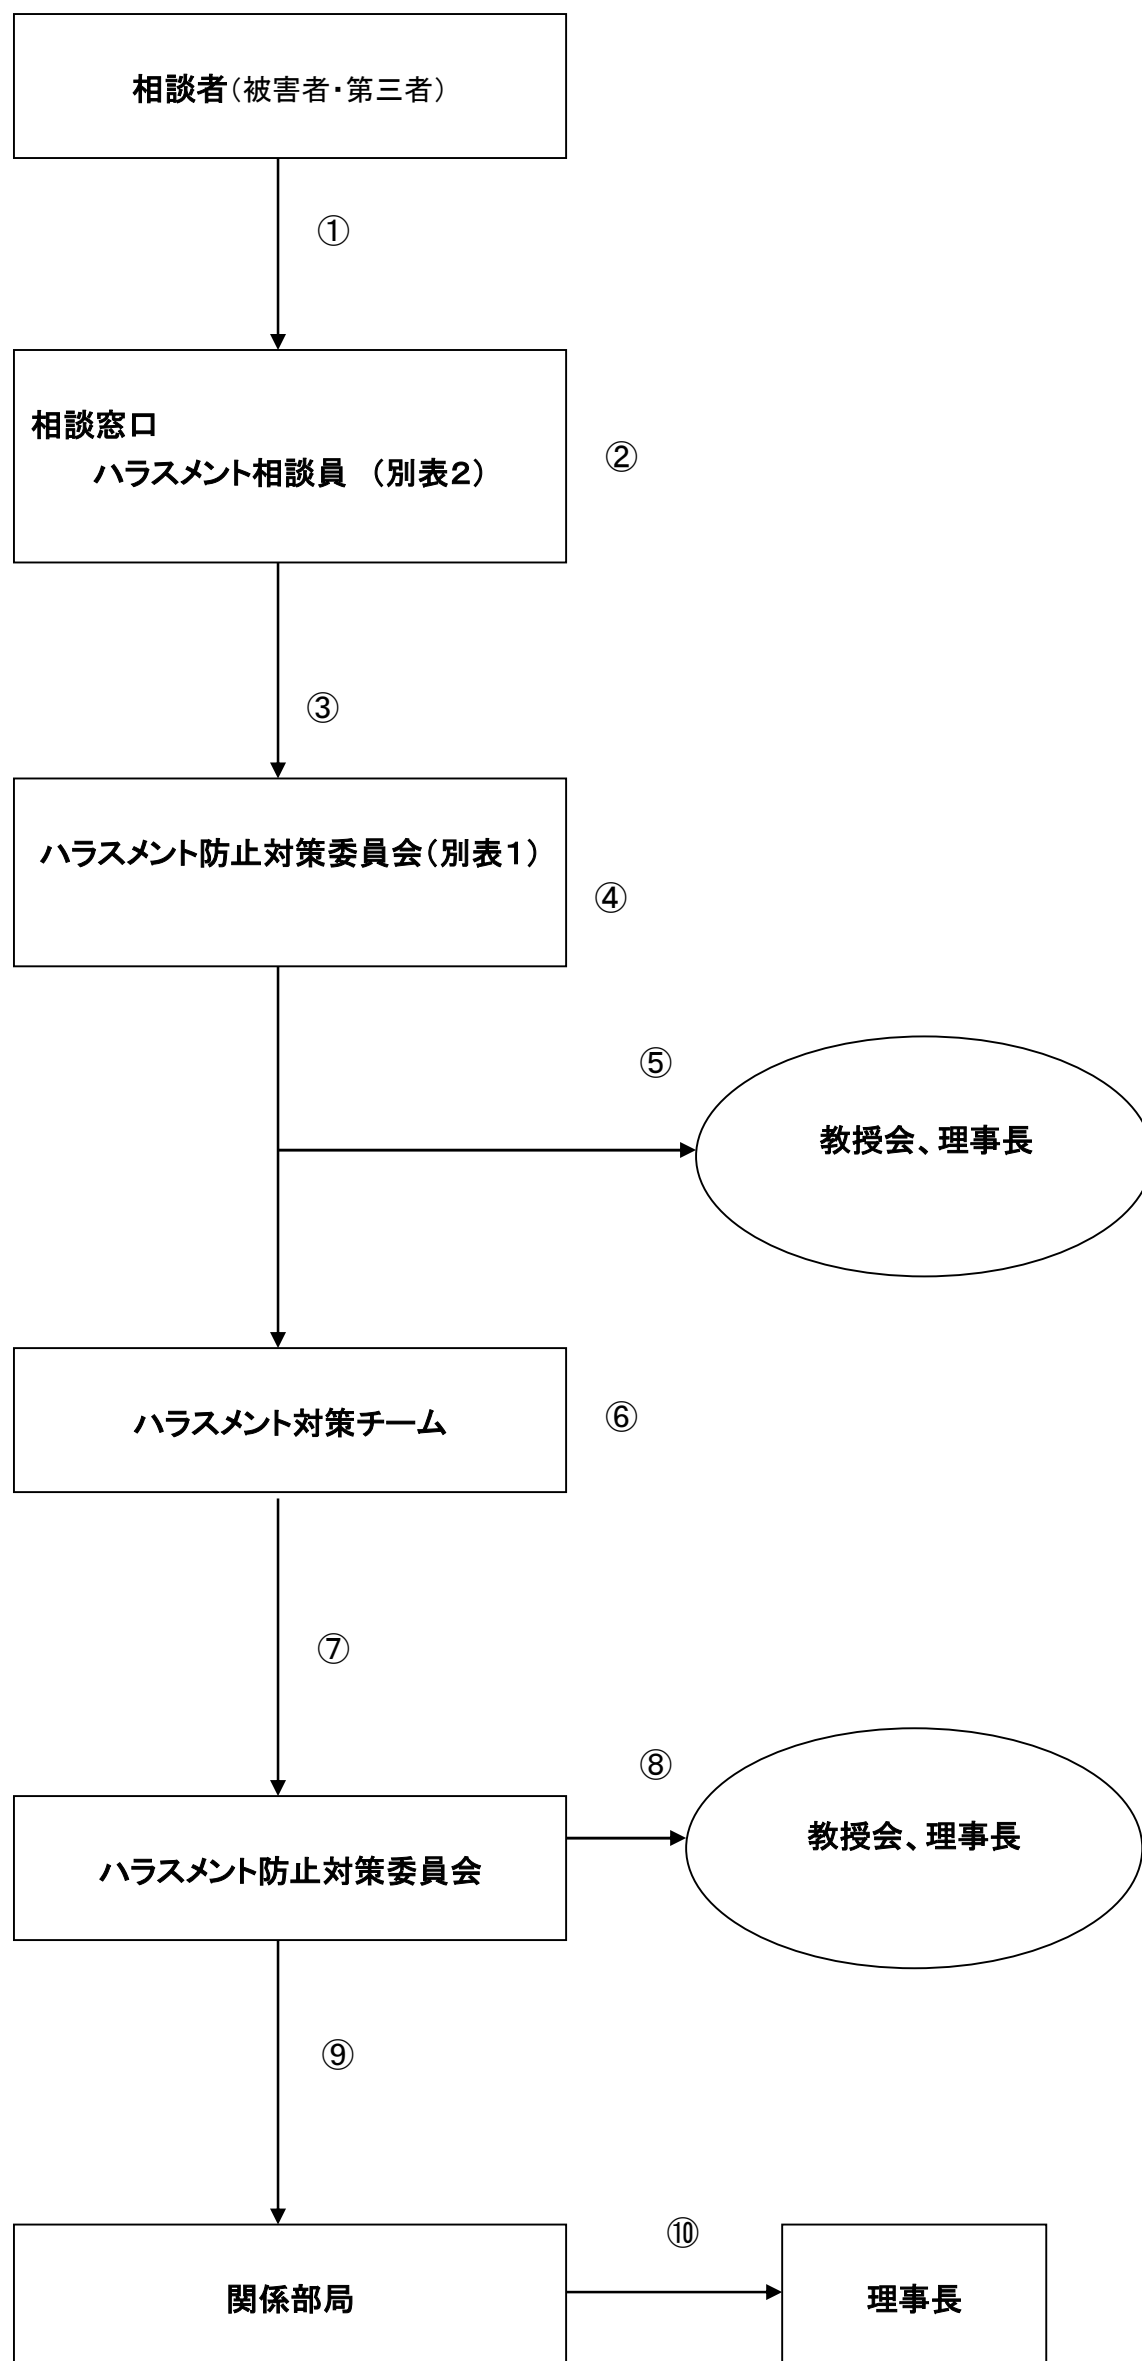 相談者（被害者・第三者）
①
相談窓口
ハラスメント相談員　（別表２）
②
③
ハラスメント防止対策委員会（別表１）
④
⑤
教授会、理事長
ハラスメント対策チーム
⑥
⑦
⑧
教授会、理事長
ハラスメント防止対策委員会
⑨
⑩
関係部局
理事長